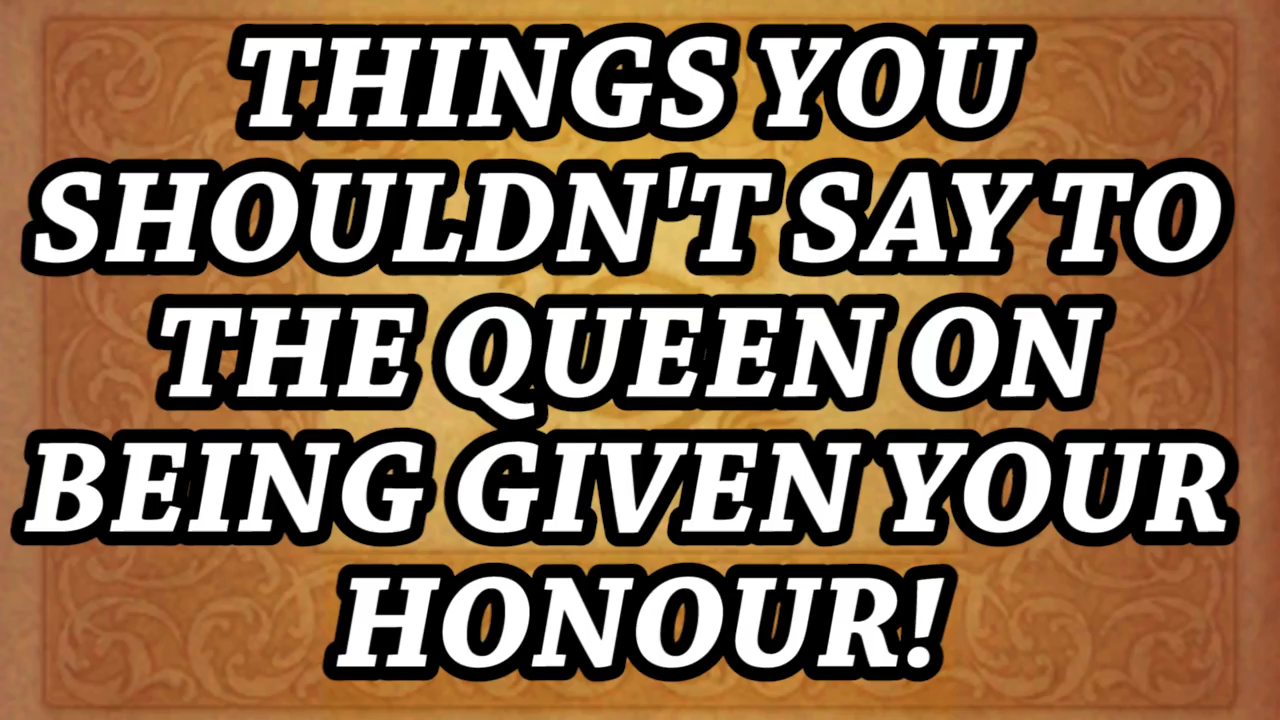 THINGS YOU
SHOULDN'T SAY TO
THE QUEEN ON
BEING GIVEN YOUR
HONOUR!